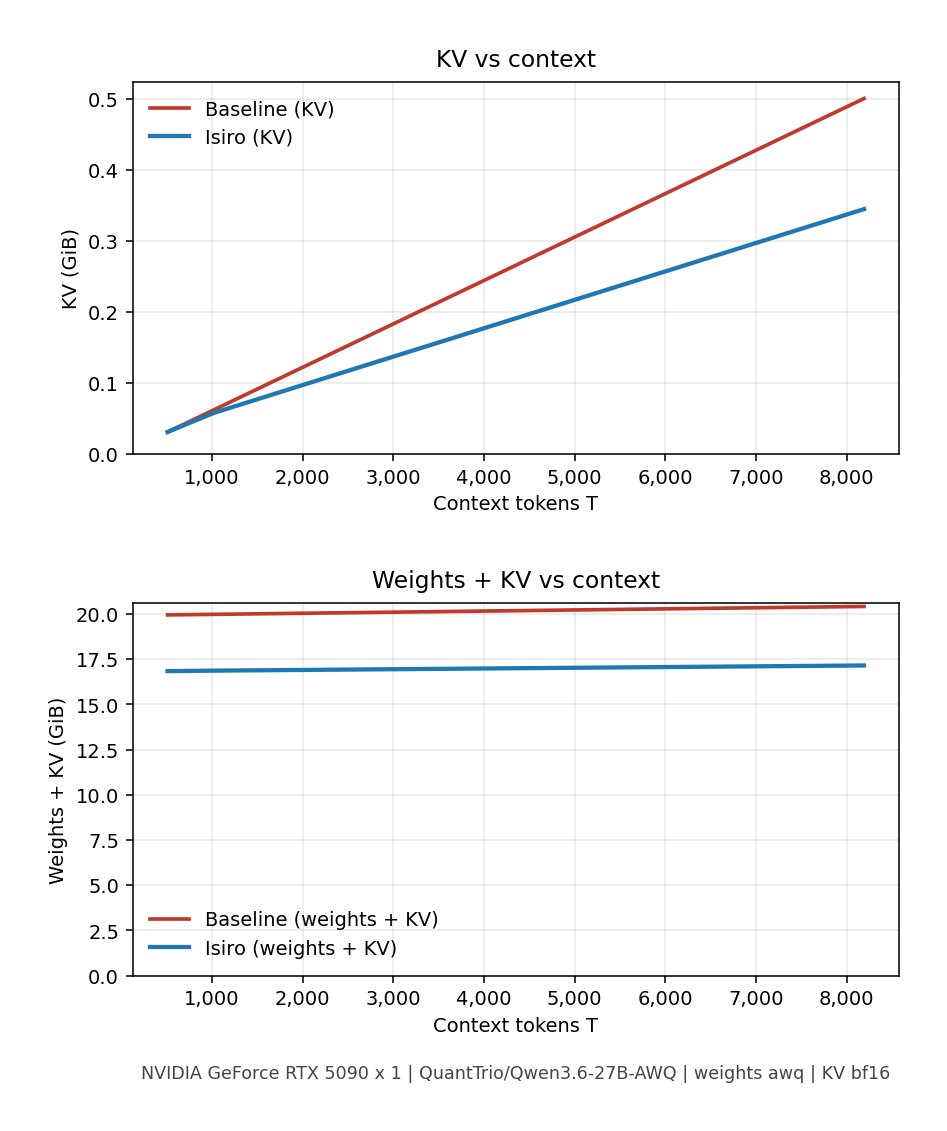 KV vs context
0.5
0.4
0.3
0.2
0.1
0.0
KV (GiB)
Baseline (KV)
Isiro (KV)
1,000 2,000 3,000 4,000 5,000 6,000 7,000 8,000
Context tokens T
Weights + KV vs context
20.0
17.5
15.0
12.5
10.0
7.5
5.0
2.5
0.0
Weights + KV (GiB)
Baseline (weights + KV)
Isiro (weights + KV)
1,000 2,000 3,000 4,000 5,000 6,000 7,000 8,000
Context tokens T
NVIDIA GeForce RTX 5090 x 1 | QuantTrio/Qwen3.6-27B-AWQ | weights awq | KV bf16